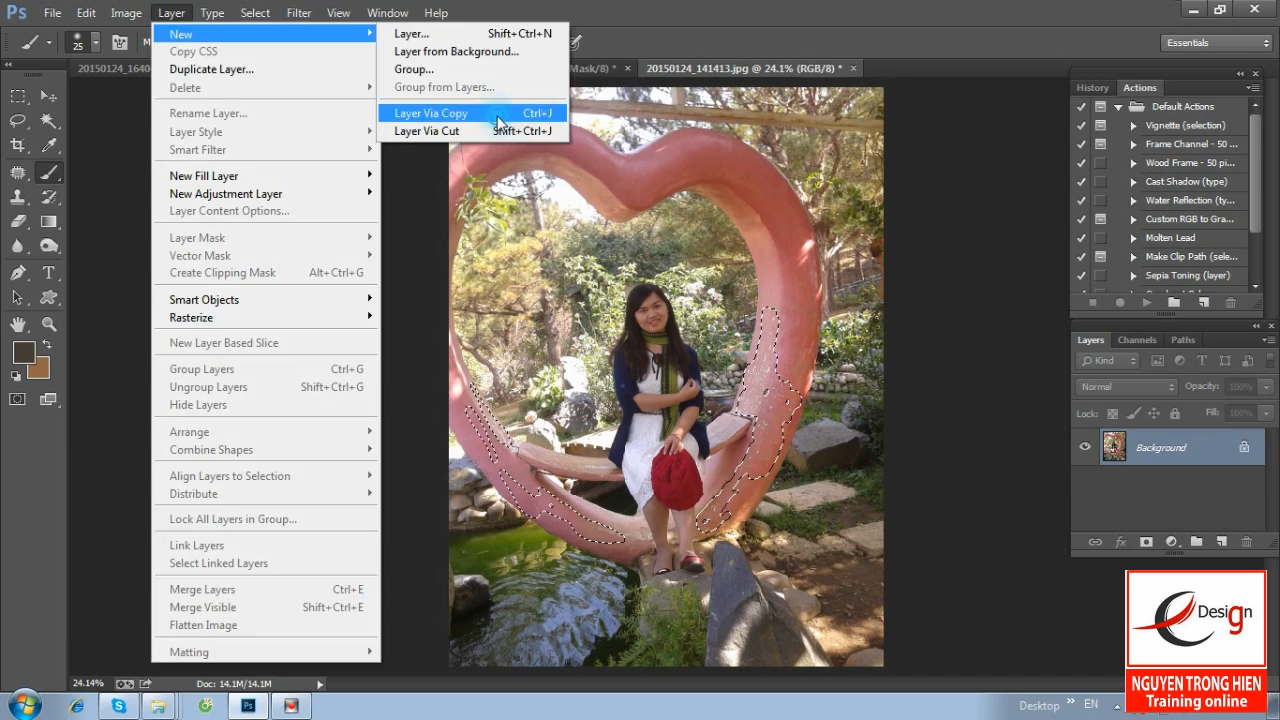 Ps File Edit Image Layer Type Select Filter View Window Help
25
Essentials
20150124_1640
Mask/8) * ×
20150124_141413.jpg @ 24.1% (RGB/8) * ×
New
Copy CSS
Duplicate Layer...
Delete
Rename Layer...
Layer Style
Smart Filter
New Fill Layer
New Adjustment Layer
Layer Content Options...
Layer Mask
Vector Mask
Create Clipping Mask Alt+Ctrl+G
Smart Objects
Rasterize
New Layer Based Slice
Group Layers Ctrl+G
Ungroup Layers Shift+Ctrl+G
Hide Layers
Arrange
Combine Shapes
Align Layers to Selection
Distribute
Lock All Layers in Group...
Link Layers
Select Linked Layers
Merge Layers Ctrl+E
Merge Visible Shift+Ctrl+E
Flatten Image
Matting
Layer... Shift+Ctrl+N
Layer from Background...
Group...
Group from Layers...
Layer Via Copy Ctrl+J
Layer Via Cut Shift+Ctrl+J
History Actions
Default Actions
Vignette (selection)
Frame Channel - 50 ...
Wood Frame - 50 pi...
Cast Shadow (type)
Water Reflection (typ...
Custom RGB to Gra...
Molten Lead
Make Clip Path (sele...
Sepia Toning (layer)
Layers Channels Paths
Kind
Normal Opacity: 100%
Lock: Fill: 100%
Background
24.14% Doc: 14.1M/14.1M
Design
NGUYEN TRONG HIEN
Training online
Desktop » EN